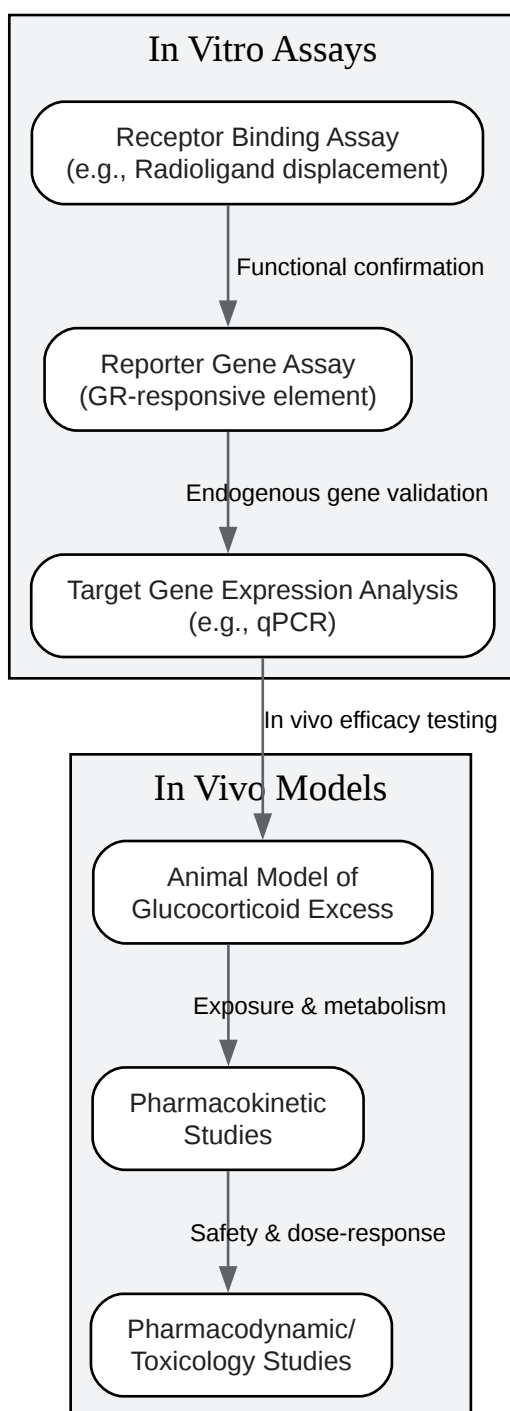 In Vitro Assays
Receptor Binding Assay
(e.g., Radioligand displacement)
Functional confirmation
Reporter Gene Assay
(GR-responsive element)
Endogenous gene validation
Target Gene Expression Analysis
(e.g., qPCR)
In vivo efficacy testing
In Vivo Models
Animal Model of
Glucocorticoid Excess
Exposure & metabolism
Pharmacokinetic
Studies
Safety & dose-response
Pharmacodynamic/
Toxicology Studies